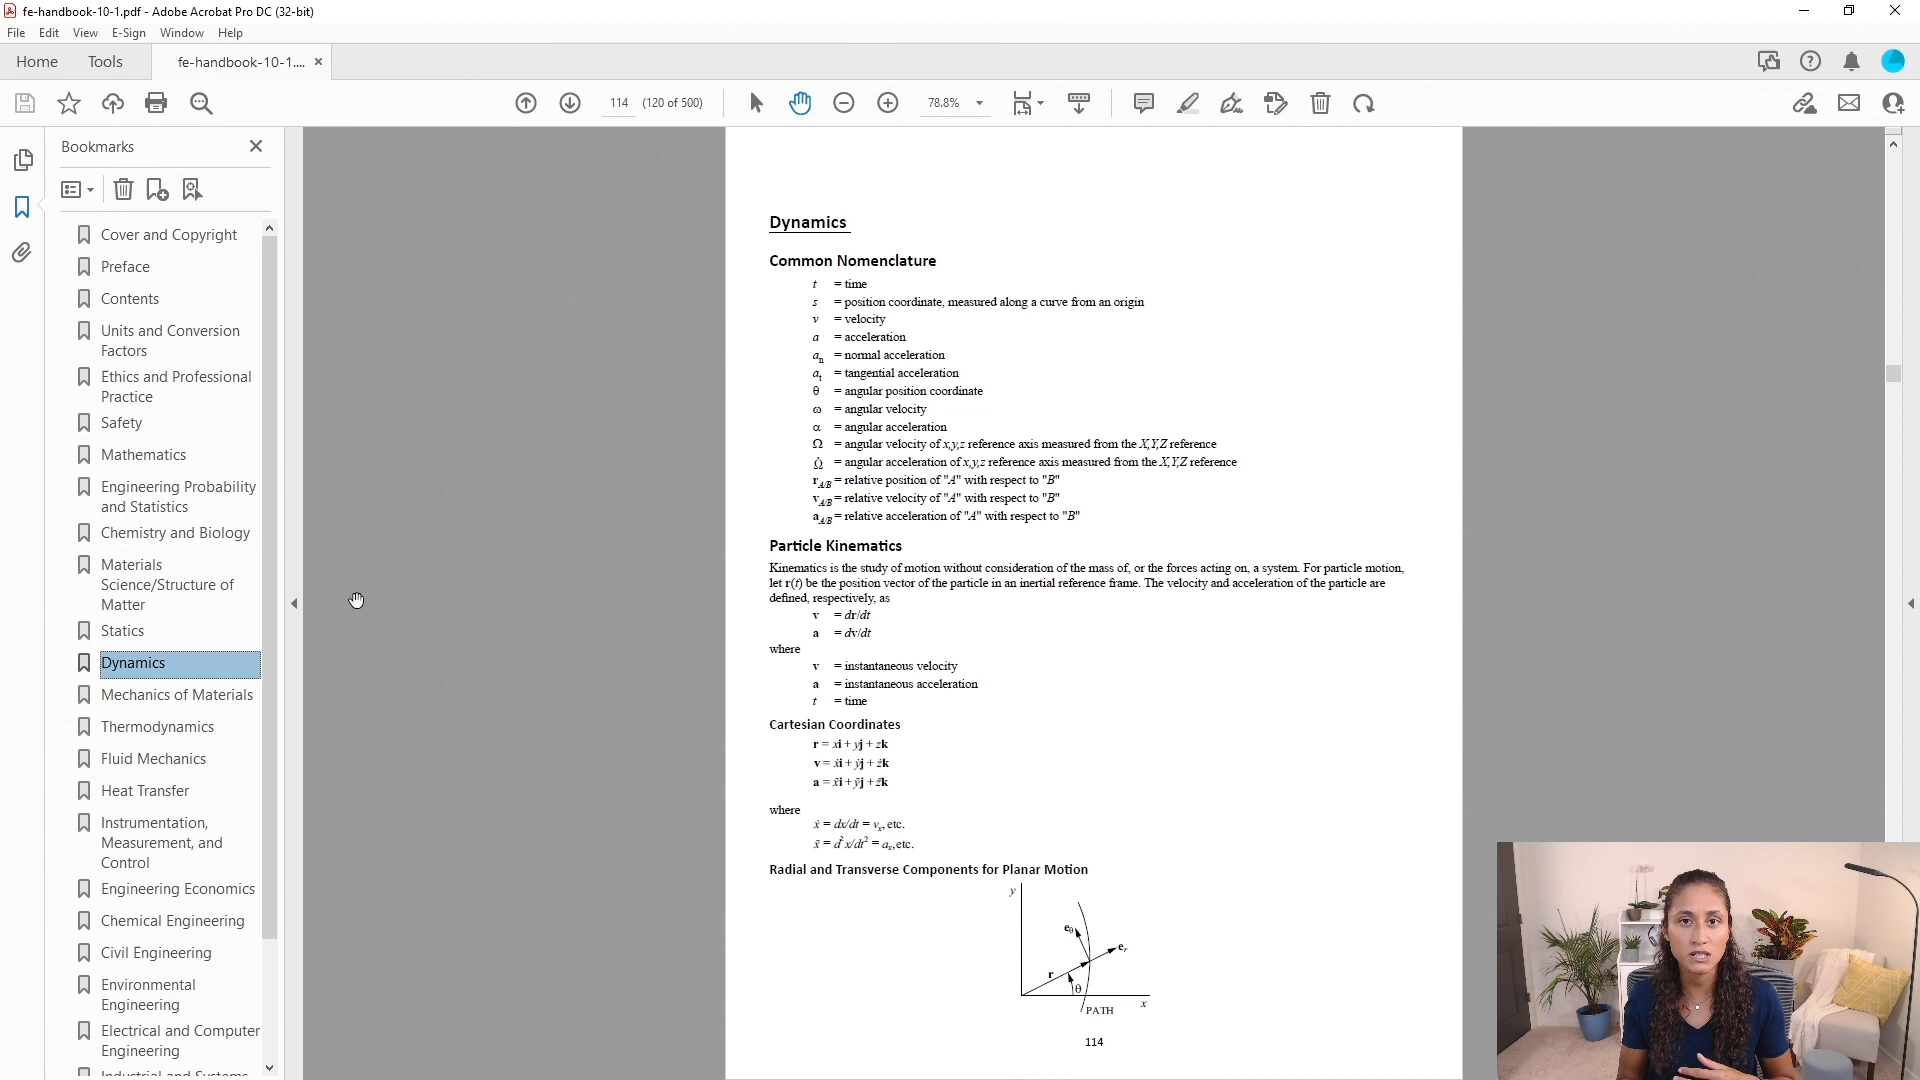 fe-handbook-10-1.pdf - Adobe Acrobat Pro DC (32-bit)
File Edit View E-Sign Window Help
Home Tools fe-handbook-10-1.... ×
114 (120 of 500) 78.8%
Bookmarks
Cover and Copyright
Preface
Contents
Units and Conversion
Factors
Ethics and Professional
Practice
Safety
Mathematics
Engineering Probability
and Statistics
Chemistry and Biology
Materials
Science/Structure of
Matter
Statics
Dynamics
Mechanics of Materials
Thermodynamics
Fluid Mechanics
Heat Transfer
Instrumentation,
Measurement, and
Control
Engineering Economics
Chemical Engineering
Civil Engineering
Environmental
Engineering
Electrical and Computer
Engineering
Industrial and Systems
Dynamics
Common Nomenclature
t = time
s = position coordinate, measured along a curve from an origin
v = velocity
a = acceleration
aₙ = normal acceleration
aₜ = tangential acceleration
θ = angular position coordinate
ω = angular velocity
α = angular acceleration
Ω = angular velocity of x,y,z reference axis measured from the X,Y,Z reference
Ω̇ = angular acceleration of x,y,z reference axis measured from the X,Y,Z reference
r_A/B = relative position of "A" with respect to "B"
v_A/B = relative velocity of "A" with respect to "B"
a_A/B = relative acceleration of "A" with respect to "B"
Particle Kinematics
Kinematics is the study of motion without consideration of the mass of, or the forces acting on, a system. For particle motion,
let r(t) be the position vector of the particle in an inertial reference frame. The velocity and acceleration of the particle are
defined, respectively, as
v = dr/dt
a = dv/dt
where
v = instantaneous velocity
a = instantaneous acceleration
t = time
Cartesian Coordinates
r = xi + yj + zk
v = ẋi + ẏj + żk
a = ẍi + ÿj + z̈k
where
ẋ = dx/dt = vₓ, etc.
ẍ = d² x/dt² = aₓ, etc.
Radial and Transverse Components for Planar Motion
y
e_θ
e_r
r
θ
PATH
x
114